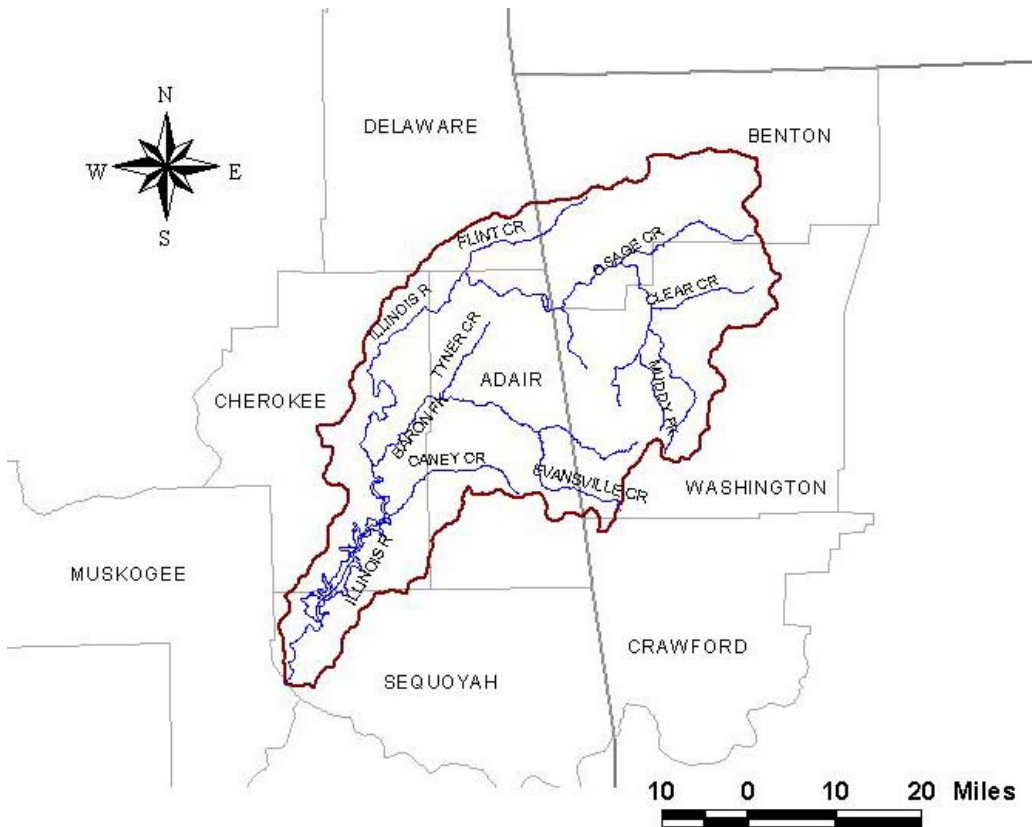 N
W E
S
DELAWARE
BENTON
FLINT CR
OSAGE CR
CLEAR CR
ILLINOIS R
TYNER CR
ADAIR
MUDDY FK
CHEROKEE
BARON FK
CANEY CR
EVANSVILLE CR
WASHINGTON
ILLINOIS R
MUSKOGEE
CRAWFORD
SEQUOYAH
10 0 10 20 Miles